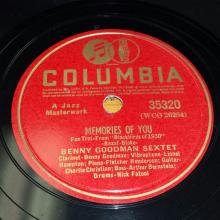 COLUMBIA
A Jazz
Masterwork
35320
(WCO 26284)
MEMORIES OF YOU
Fox Trot-From "Blackbirds of 1930"
-Razaf-Blake-
BENNY GOODMAN SEXTET
Clarinet-Benny Goodman; Vibraphone-Lionel
Hampton; Piano-Fletcher Henderson; Guitar-
Charlie Christian; Bass-Arthur Bernstein;
Drums-Nick Fatool